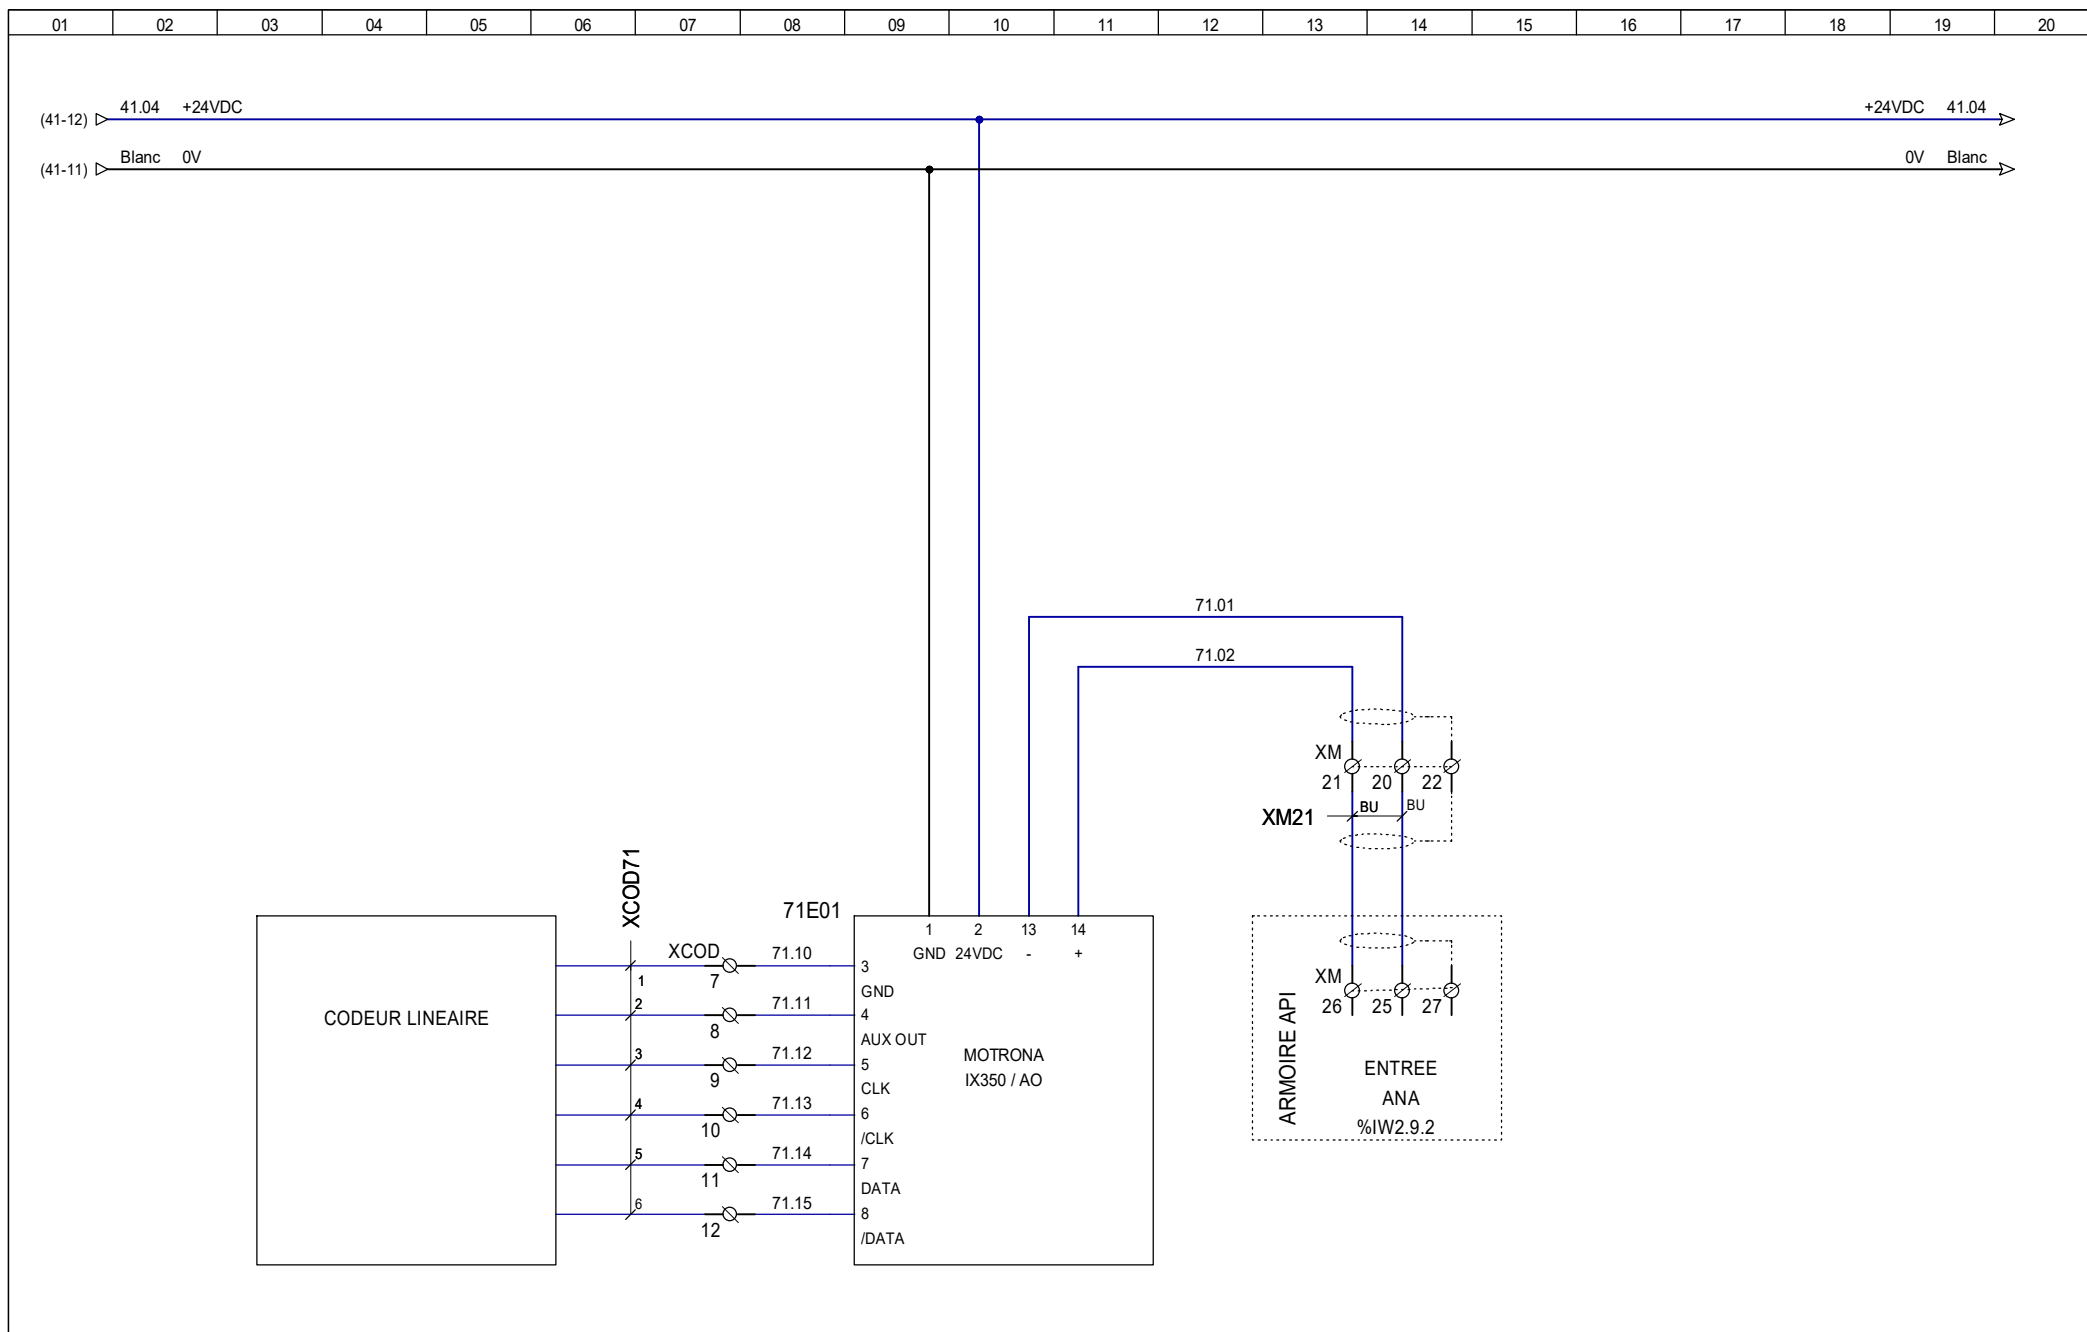 01 02 03 04 05 06 07 08 09 10 11 12 13 14 15 16 17 18 19 20
41.04 +24VDC
(41-12)
+24VDC 41.04
Blanc 0V
(41-11)
0V Blanc
71.01
71.02
XM
21 20 22
XM21
BU BU
XCOD71
71E01
1 2 13 14
GND 24VDC - +
CODEUR LINEAIRE
XCOD
1
7
71.10
3
GND
2
8
71.11
4
AUX OUT
3
9
71.12
5
CLK
4
10
71.13
6
/CLK
5
11
71.14
7
DATA
6
12
71.15
8
/DATA
MOTRONA
IX350 / AO
ARMOIRE API
XM
26 25 27
ENTREE
ANA
%IW2.9.2